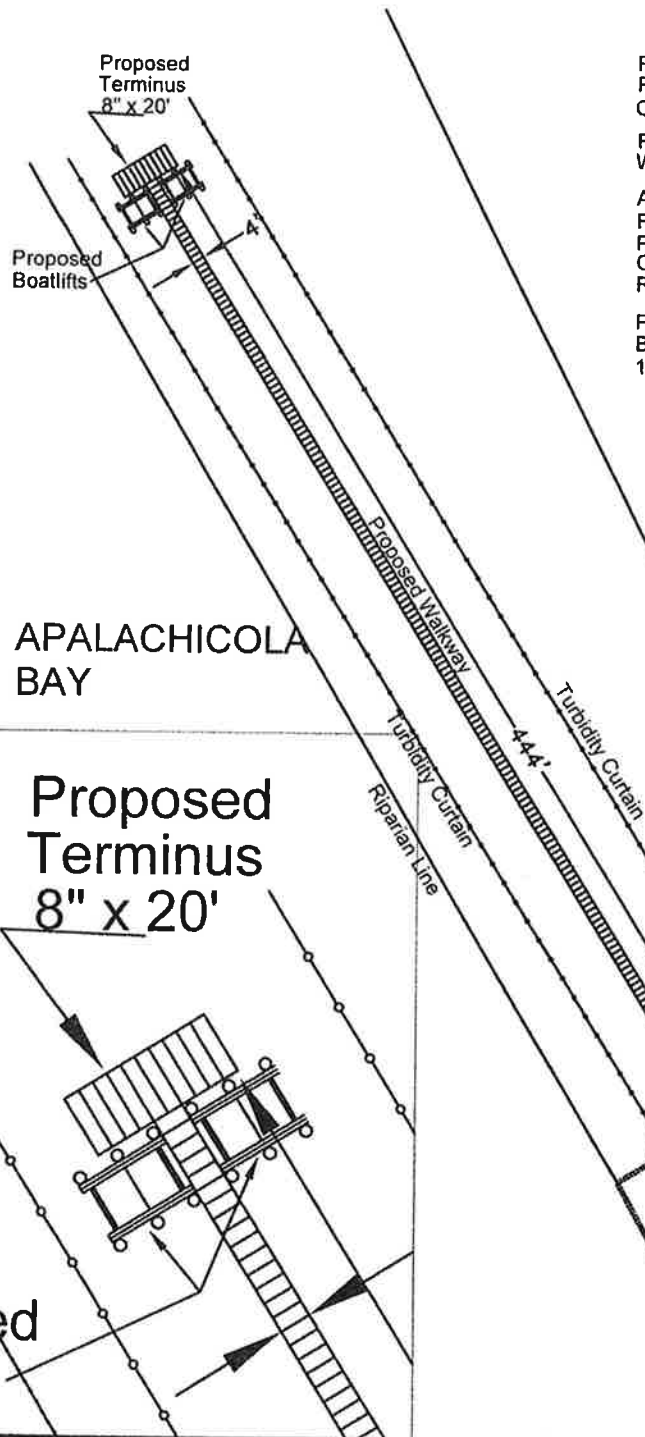 Proposed
Terminus
8" x 20'
Proposed
Boatlifts
4'
Proposed Walkway
444'
Turbidity Curtain
Turbidity Curtain
Riparian Line
APALACHICOLA
BAY
Proposed
Terminus
8" x 20'